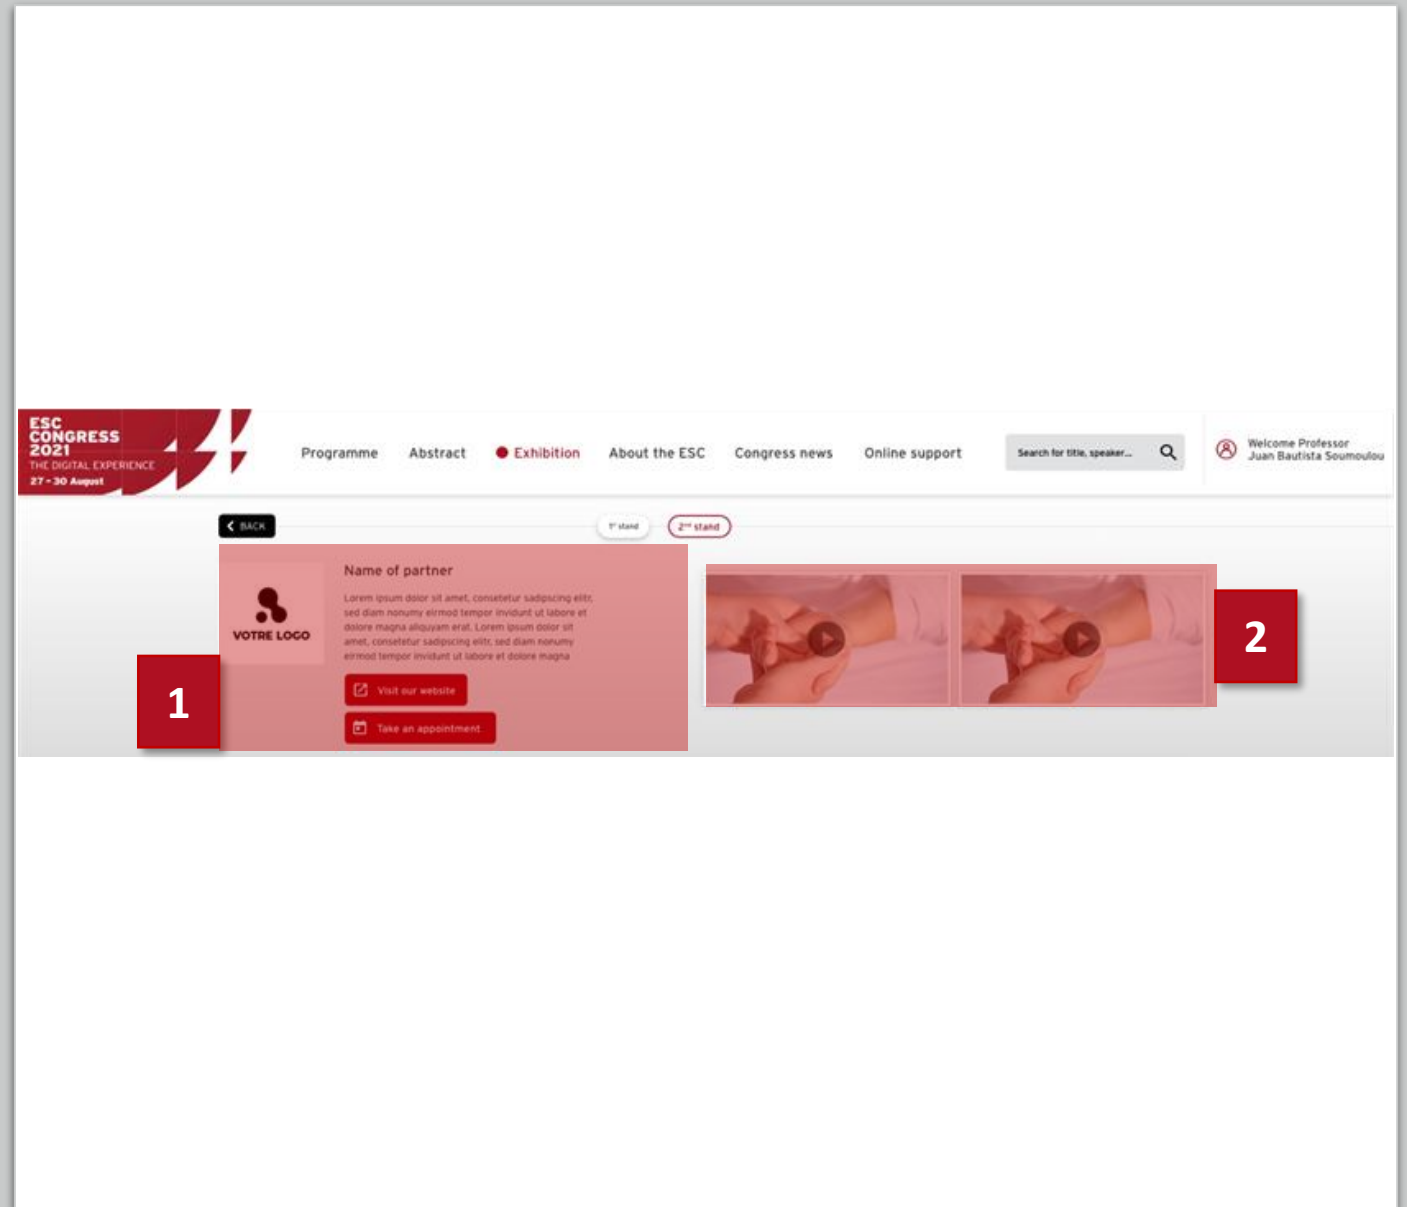 ESC
CONGRESS
2021
THE DIGITAL EXPERIENCE
27 - 30 August
Programme Abstract Exhibition About the ESC Congress news Online support
Search for title, speaker...
Welcome Professor
Juan Bautista Soumoulou
BACK
1st stand 2nd stand
VOTRE LOGO
Name of partner
Lorem ipsum dolor sit amet, consetetur sadipscing elitr,
sed diam nonumy eirmod tempor invidunt ut labore et
dolore magna aliquyam erat. Lorem ipsum dolor sit
amet, consetetur sadipscing elitr, sed diam nonumy
eirmod tempor invidunt ut labore et dolore magna
Visit our website
Take an appointment
1
2